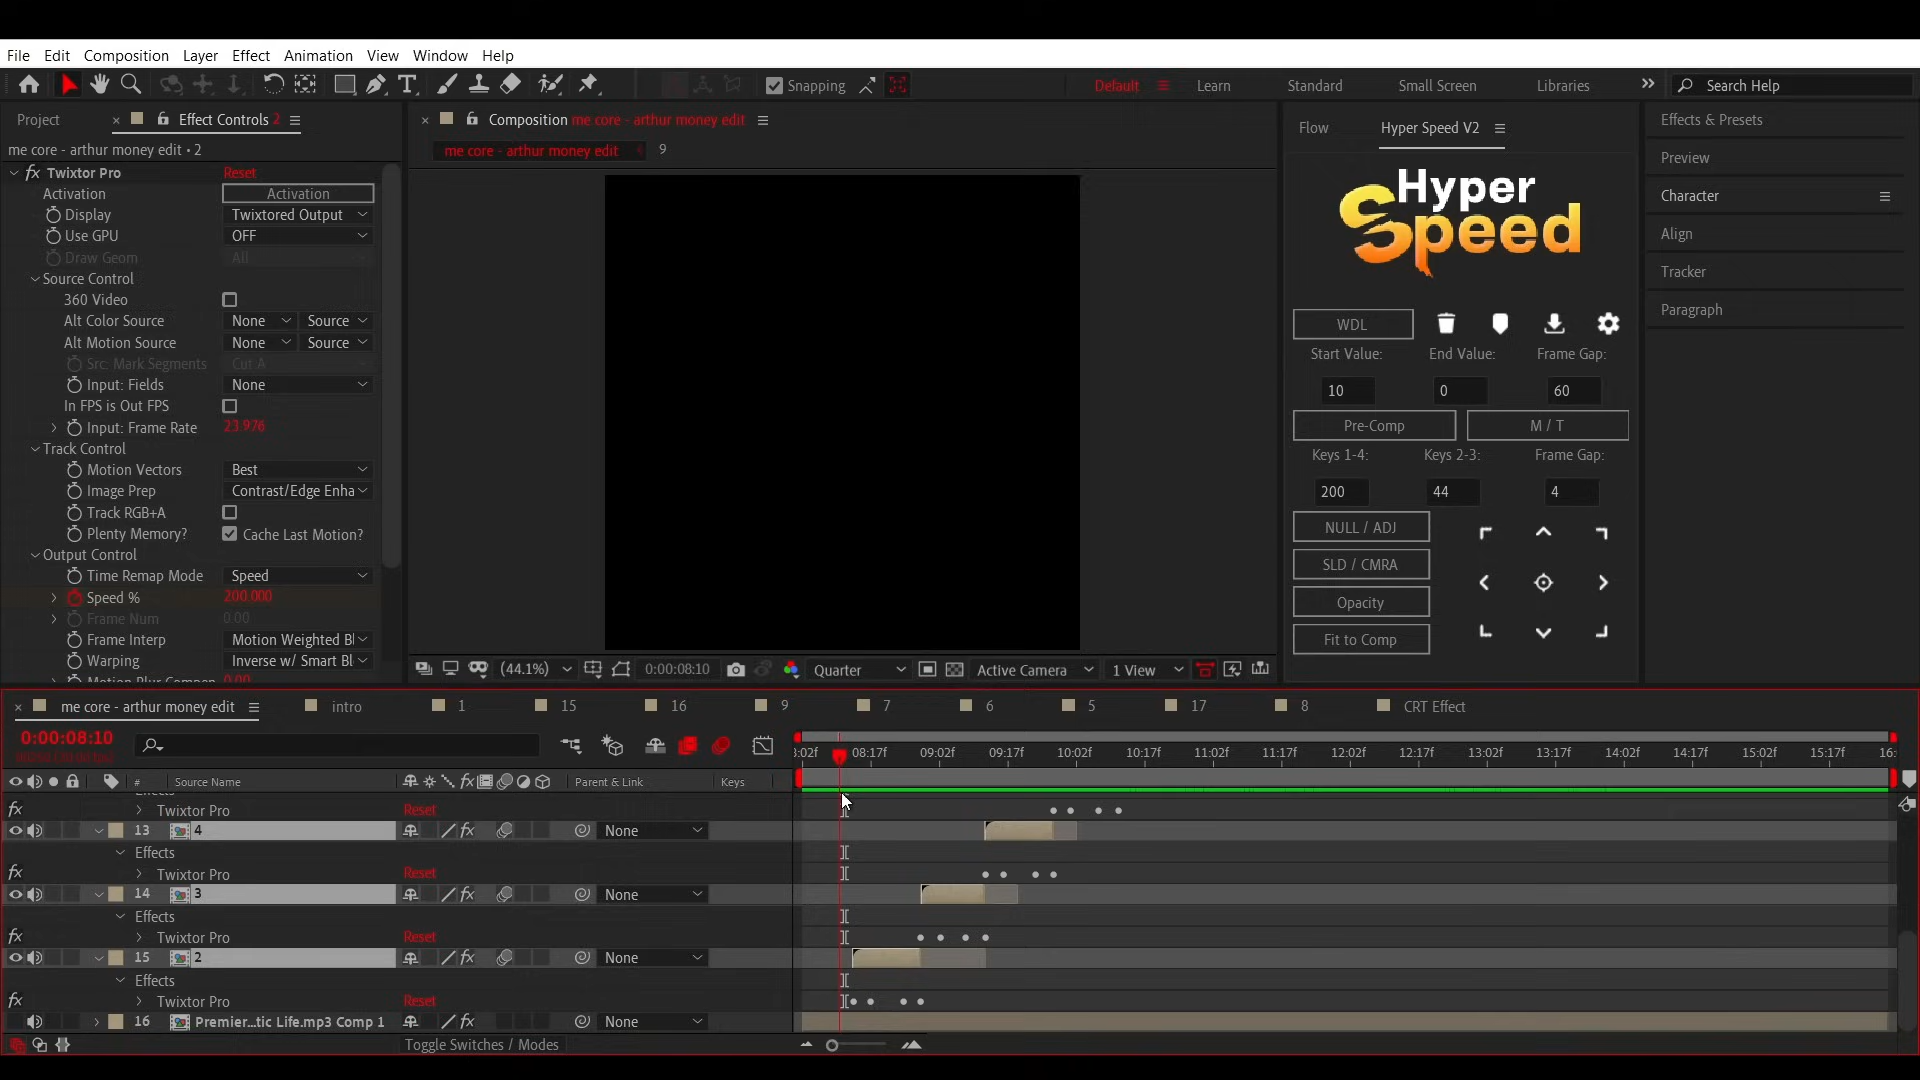 File Edit Composition Layer Effect Animation View Window Help
Snapping Default Learn Standard Small Screen Libraries Search Help
Project Effect Controls 2
me core - arthur money edit • 2
fx Twixtor Pro Reset
Activation Activation
Display Twixtored Output
Use GPU OFF
Draw Geom All
Source Control
360 Video
Alt Color Source None Source
Alt Motion Source None Source
Src: Mark Segments Cut A
Input: Fields None
In FPS is Out FPS
Input: Frame Rate 23.976
Track Control
Motion Vectors Best
Image Prep Contrast/Edge Enha
Track RGB+A
Plenty Memory? Cache Last Motion?
Output Control
Time Remap Mode Speed
Speed % 200.000
Frame Num 0.00
Frame Interp Motion Weighted Bl
Warping Inverse w/ Smart Bl
Motion Blur Compen 0.00
Composition me core - arthur money edit
me core - arthur money edit 9
(44.1%) 0:00:08:10 Quarter Active Camera 1 View
Flow Hyper Speed V2
Hyper
Speed
WDL
Start Value: End Value: Frame Gap:
10 0 60
Pre-Comp M / T
Keys 1-4: Keys 2-3: Frame Gap:
200 44 4
NULL / ADJ
SLD / CMRA
Opacity
Fit to Comp
Effects & Presets
Preview
Character
Align
Tracker
Paragraph
me core - arthur money edit intro 1 15 16 9 7 6 5 17 8 CRT Effect
0:00:08:10
3:02f 08:17f 09:02f 09:17f 10:02f 10:17f 11:02f 11:17f 12:02f 12:17f 13:02f 13:17f 14:02f 14:17f 15:02f 15:17f 16:
# Source Name fx Parent & Link Keys
Effects
fx Twixtor Pro Reset
13 4 fx None
Effects
fx Twixtor Pro Reset
14 3 fx None
Effects
fx Twixtor Pro Reset
15 2 fx None
Effects
fx Twixtor Pro Reset
16 Premier...tic Life.mp3 Comp 1 fx None
Toggle Switches / Modes